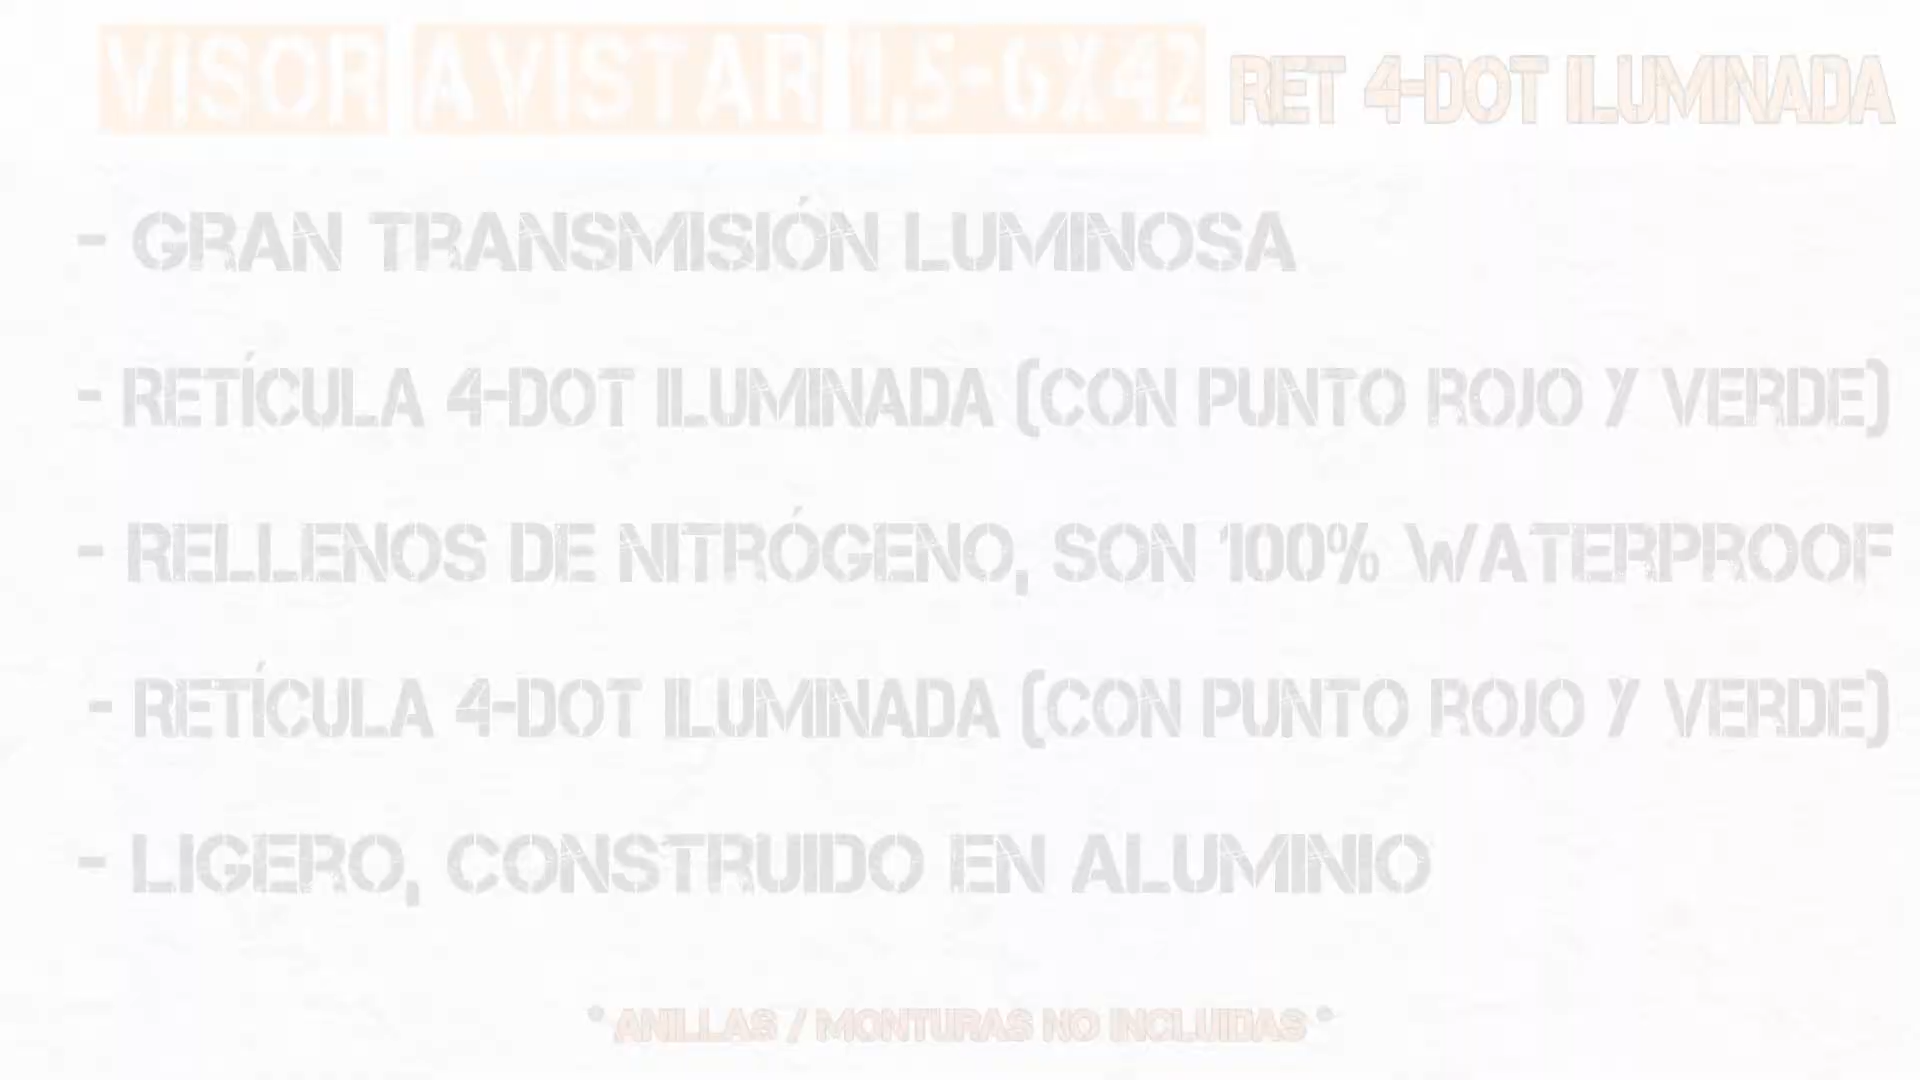 VISOR AVISTAR 1,5-6X42 RET 4-DOT ILUMINADA
- GRAN TRANSMISIÓN LUMINOSA
- RETÍCULA 4-DOT ILUMINADA (CON PUNTO ROJO Y VERDE)
- RELLENOS DE NITRÓGENO, SON 100% WATERPROOF
- RETÍCULA 4-DOT ILUMINADA (CON PUNTO ROJO Y VERDE)
- LIGERO, CONSTRUIDO EN ALUMINIO
* ANILLAS / MONTURAS NO INCLUIDAS *